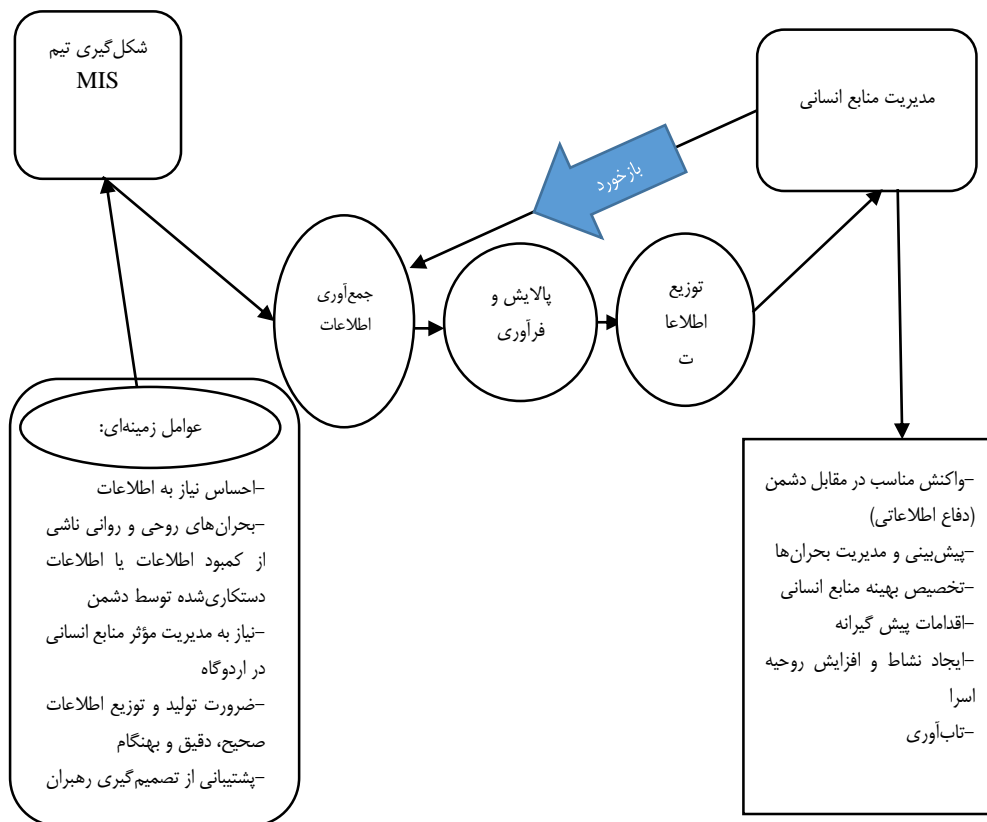 شکل‌گیری تیم
MIS
مدیریت منابع انسانی
بازخورد
جمع‌آوری
اطلاعات
پالایش و
فرآوری
توزیع
اطلاعا
ت
عوامل زمینه‌ای:
-احساس نیاز به اطلاعات
-بحران‌های روحی و روانی ناشی
از کمبود اطلاعات یا اطلاعات
دستکاری‌شده توسط دشمن
-نیاز به مدیریت مؤثر منابع انسانی
در اردوگاه
-ضرورت تولید و توزیع اطلاعات
صحیح، دقیق و بهنگام
-پشتیبانی از تصمیم‌گیری رهبران
-واکنش مناسب در مقابل دشمن
(دفاع اطلاعاتی)
-پیش‌بینی و مدیریت بحران‌ها
-تخصیص بهینه منابع انسانی
-اقدامات پیش گیرانه
-ایجاد نشاط و افزایش روحیه
اسرا
-تاب‌آوری